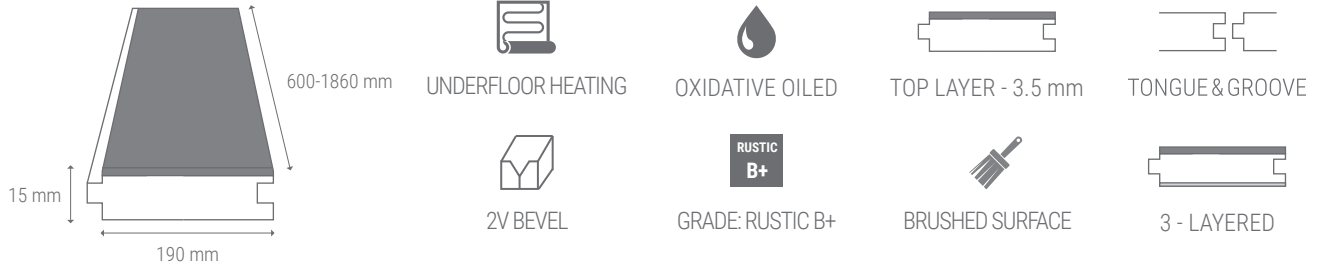 600-1860 mm
15 mm
190 mm
UNDERFLOOR HEATING
OXIDATIVE OILED
TOP LAYER - 3.5 mm
TONGUE & GROOVE
2V BEVEL
RUSTIC
B+
GRADE: RUSTIC B+
BRUSHED SURFACE
3 - LAYERED